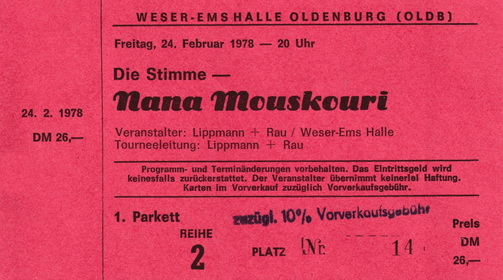 WESER-EMSHALLE OLDENBURG (OLDB)
Freitag, 24. Februar 1978 — 20 Uhr
Die Stimme —
Nana Mouskouri
24. 2. 1978
DM 26,—
Veranstalter: Lippmann + Rau / Weser-Ems Halle
Tourneeleitung: Lippmann + Rau
Programm- und Terminänderungen vorbehalten. Das Eintrittsgeld wird
keinesfalls zurückerstattet. Der Veranstalter übernimmt keinerlei Haftung.
Karten im Vorverkauf zuzüglich Vorverkaufsgebühr.
1. Parkett
zuzügl. 10% Vorverkaufsgebühr
REIHE
2
PLATZ Nr. 14
Preis
DM
26,—